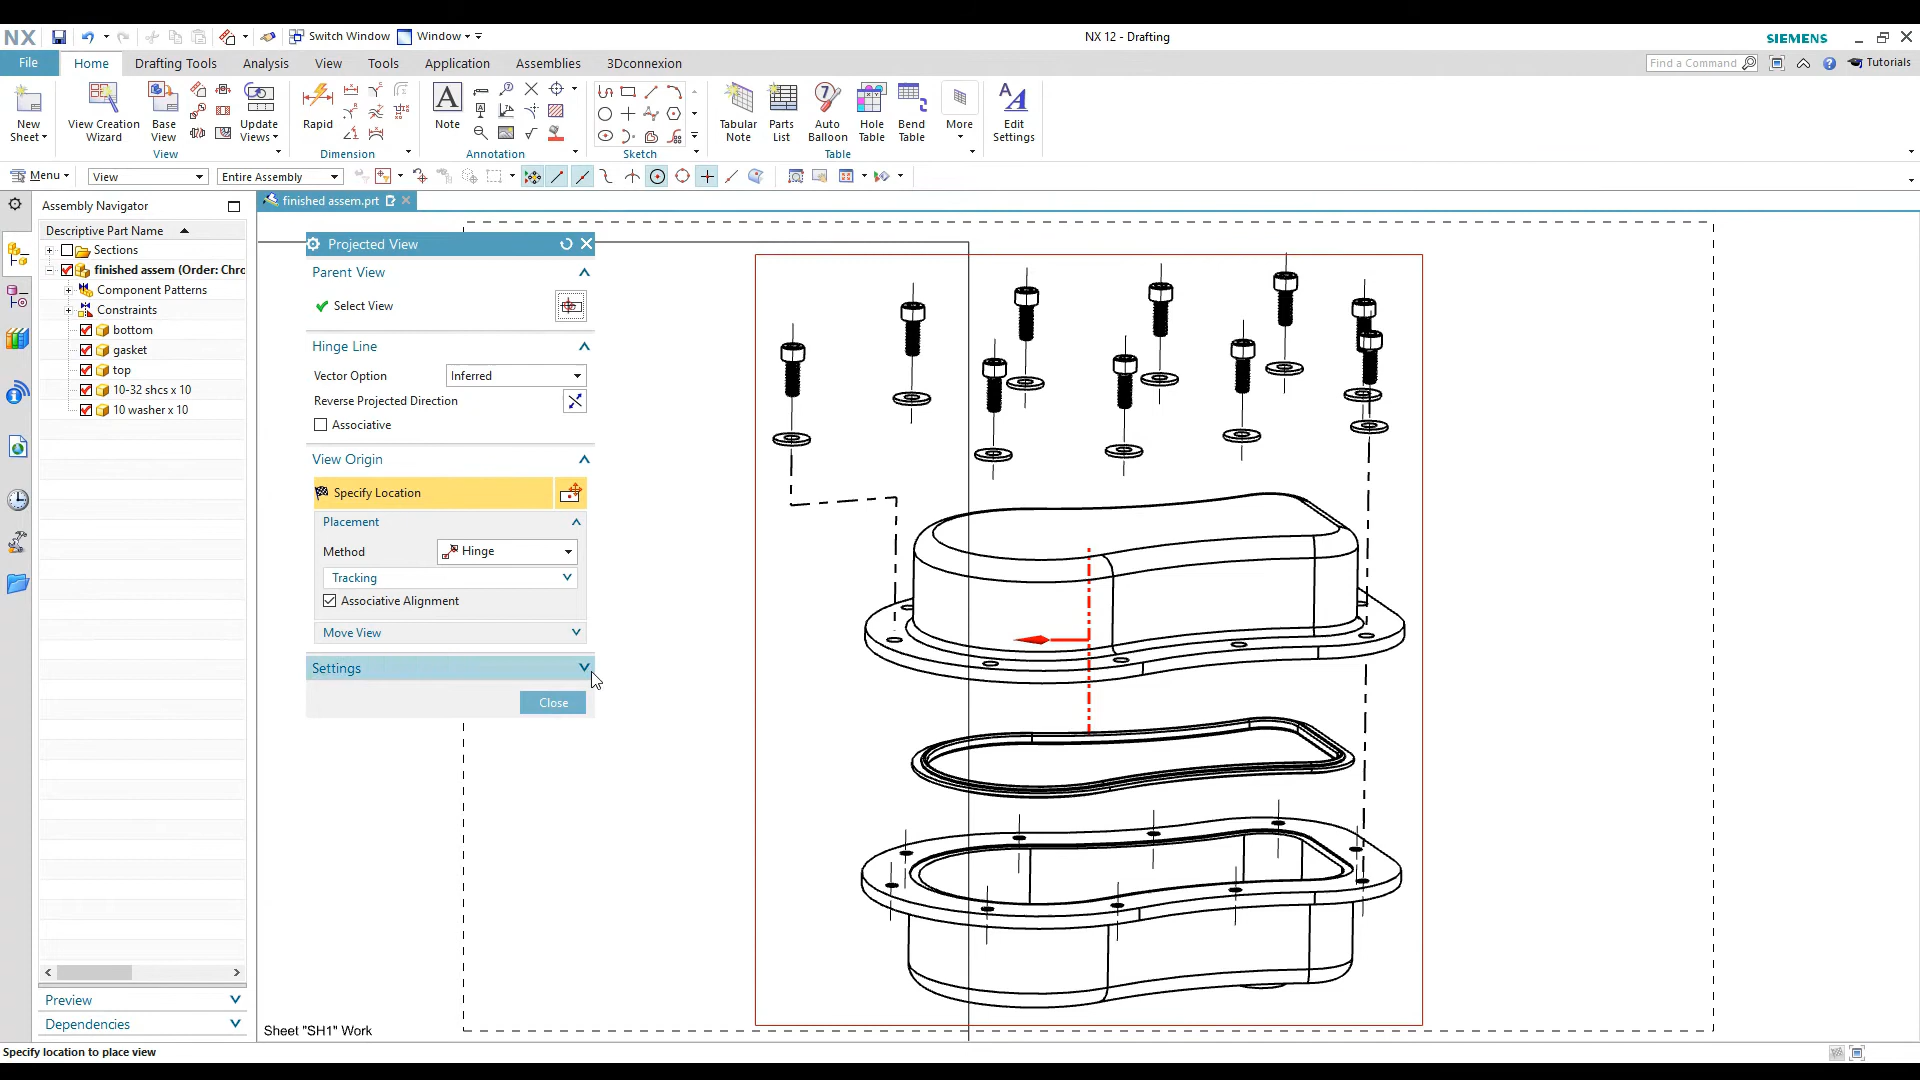 NX
Switch Window
Window
NX 12 - Drafting
SIEMENS
File
Home
Drafting Tools
Analysis
View
Tools
Application
Assemblies
3Dconnexion
Find a Command
Tutorials
New Sheet
View Creation Wizard
Base View
Update Views
Rapid
Note
Tabular Note
Parts List
Auto Balloon
Hole Table
Bend Table
More
Edit Settings
View
Dimension
Annotation
Sketch
Table
Menu
View
Entire Assembly
Assembly Navigator
finished assem.prt
Descriptive Part Name
Sections
finished assem (Order: Chro
Component Patterns
Constraints
bottom
gasket
top
10-32 shcs x 10
10 washer x 10
Projected View
Parent View
Select View
Hinge Line
Vector Option
Inferred
Reverse Projected Direction
Associative
View Origin
Specify Location
Placement
Method
Hinge
Tracking
Associative Alignment
Move View
Settings
Close
Preview
Dependencies
Sheet "SH1" Work
Specify location to place view